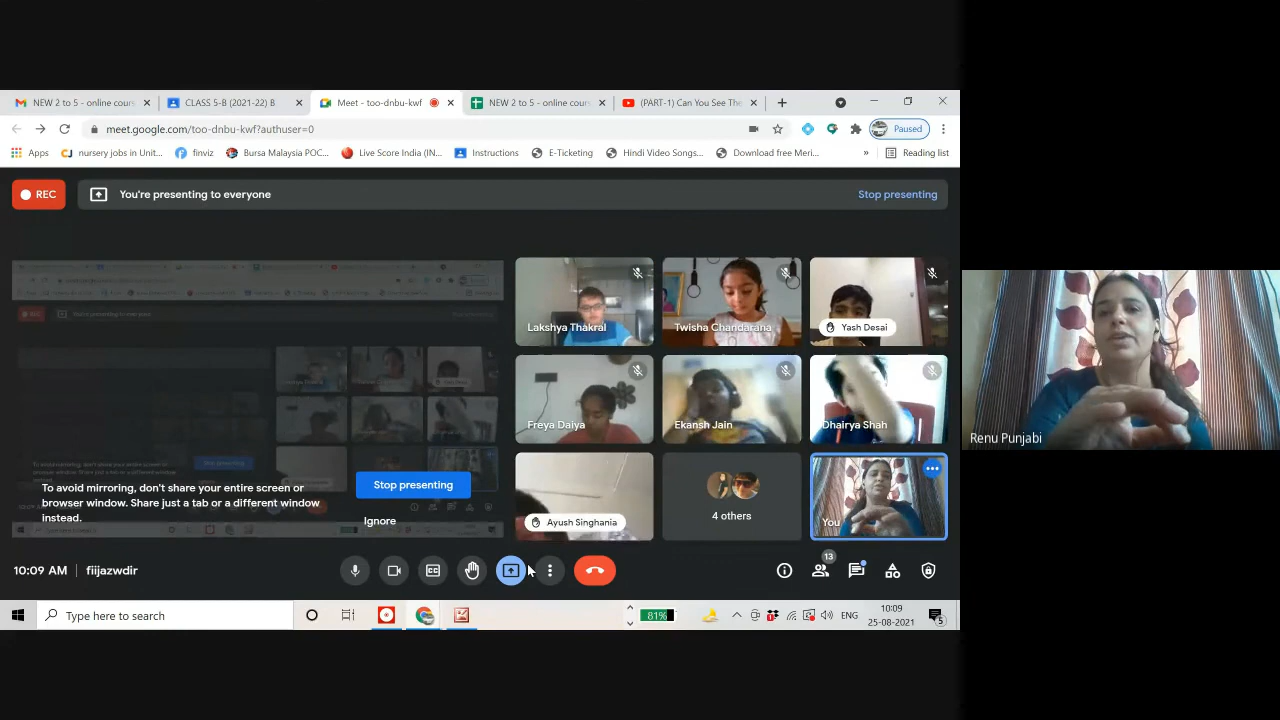 NEW 2 to 5 - online cours
CLASS 5-B (2021-22) B
Meet - too-dnbu-kwf
NEW 2 to 5 - online cours
(PART-1) Can You See The
meet.google.com/too-dnbu-kwf?authuser=0
Paused
Apps
nursery jobs in Unit...
finviz
Bursa Malaysia POC...
Live Score India (IN...
Instructions
E-Ticketing
Hindi Video Songs...
Download free Meri...
»
Reading list
REC
You're presenting to everyone
Stop presenting
Lakshya Thakral
Twisha Chandarana
Yash Desai
Freya Daiya
Ekansh Jain
Dhairya Shah
Renu Punjabi
To avoid mirroring, don't share your entire screen or
browser window. Share just a tab or a different window
instead.
Stop presenting
Ignore
Ayush Singhania
4 others
You
10:09 AM
fiijazwdir
13
Type here to search
81%
ENG
10:09
25-08-2021
5